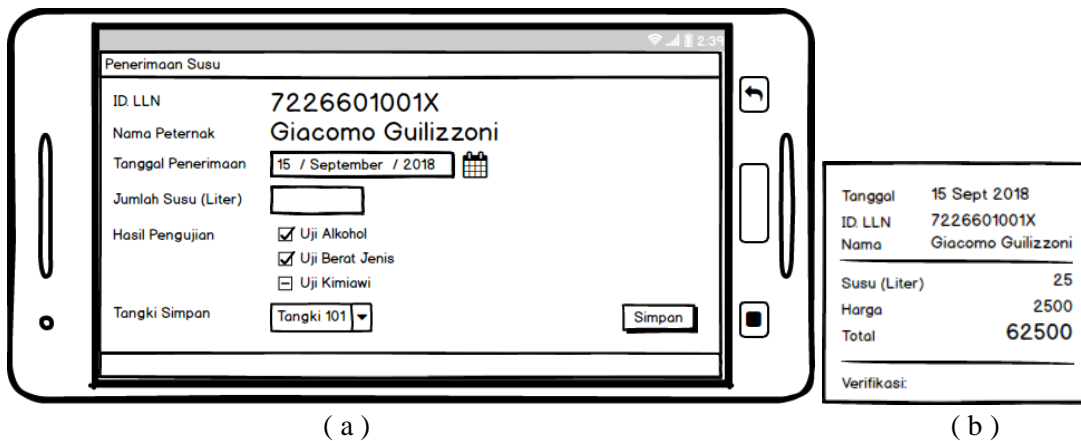 2:39
Penerimaan Susu
ID. LLN 7226601001X
Nama Peternak Giacomo Guilizzoni
Tanggal Penerimaan 15 / September / 2018
Jumlah Susu (Liter)
Hasil Pengujian Uji Alkohol
Uji Berat Jenis
Uji Kimiawi
Tangki Simpan Tangki 101 Simpan
Tanggal 15 Sept 2018
ID. LLN 7226601001X
Nama Giacomo Guilizzoni
Susu (Liter) 25
Harga 2500
Total 62500
Verifikasi:
( a ) ( b )